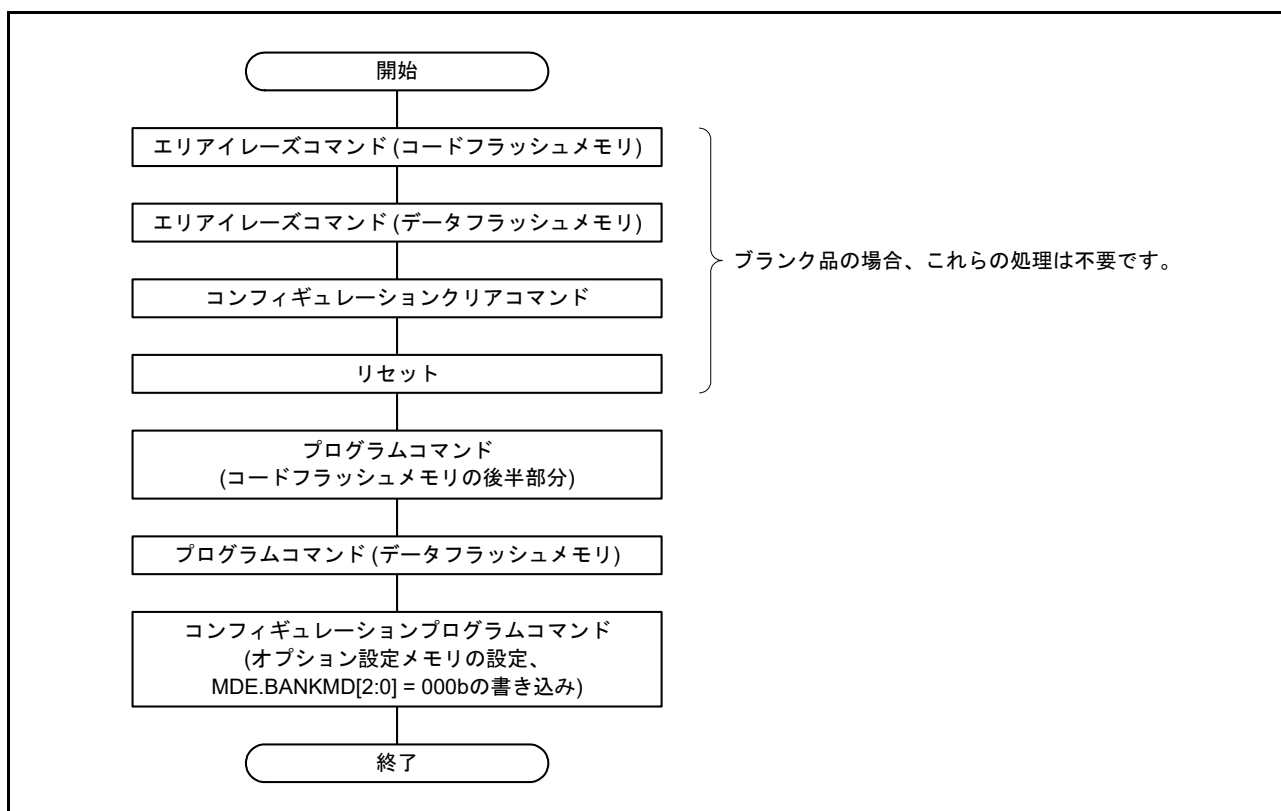 開始
エリアイレーズコマンド (コードフラッシュメモリ)
エリアイレーズコマンド (データフラッシュメモリ)
コンフィギュレーションクリアコマンド
リセット
ブランク品の場合、これらの処理は不要です。
プログラムコマンド
(コードフラッシュメモリの後半部分)
プログラムコマンド (データフラッシュメモリ)
コンフィギュレーションプログラムコマンド
(オプション設定メモリの設定、
MDE.BANKMD[2:0] = 000bの書き込み)
終了